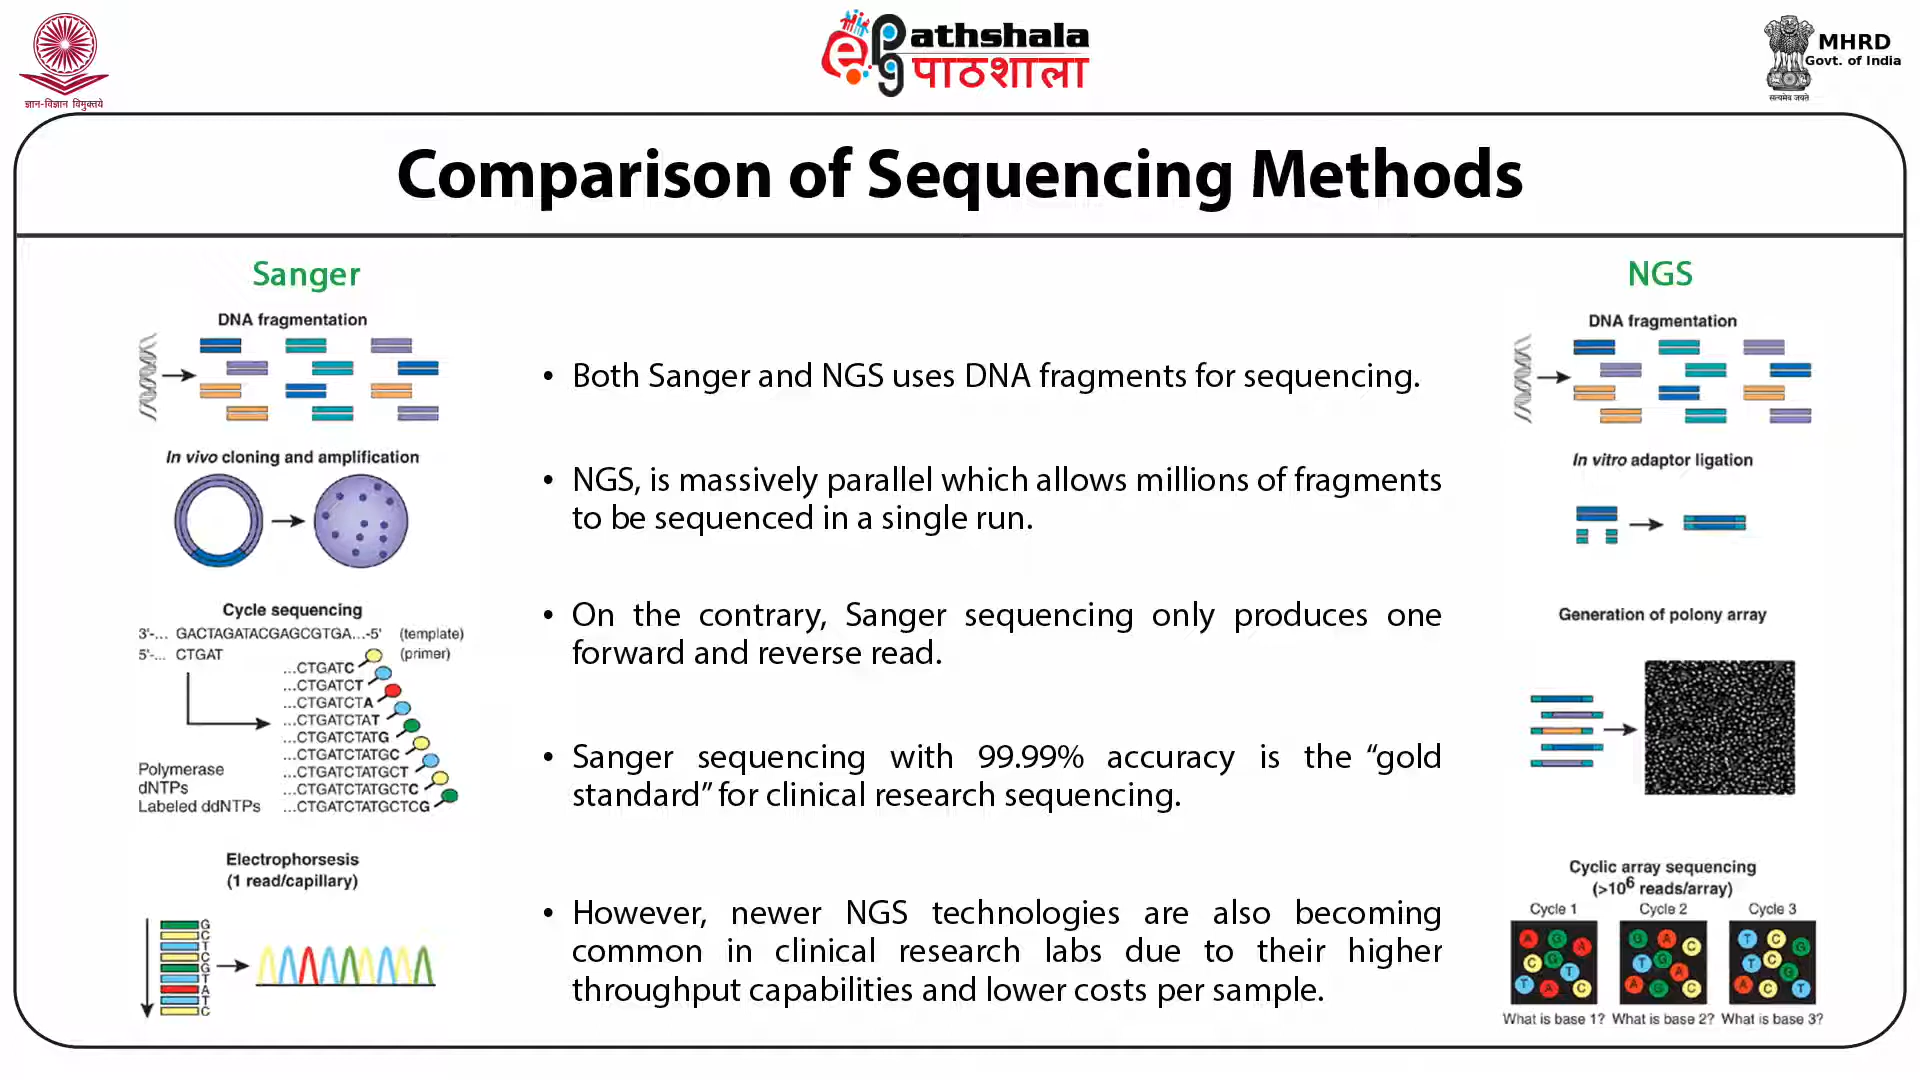 ज्ञान-विज्ञान विमुक्तये
athshala
पाठशाला
MHRD
Govt. of India
सत्यमेव जयते
Comparison of Sequencing Methods
Sanger
DNA fragmentation
In vivo cloning and amplification
Cycle sequencing
3'-... GACTAGATACGAGCGTGA...-5' (template)
5'-... CTGAT (primer)
...CTGATC
...CTGATCT
...CTGATCTA
...CTGATCTAT
...CTGATCTATG
...CTGATCTATGC
...CTGATCTATGCT
...CTGATCTATGCTC
...CTGATCTATGCTCG
Polymerase
dNTPs
Labeled ddNTPs
Electrophorsesis
(1 read/capillary)
G
C
T
C
G
T
A
T
C
• Both Sanger and NGS uses DNA fragments for sequencing.
• NGS, is massively parallel which allows millions of fragments
to be sequenced in a single run.
• On the contrary, Sanger sequencing only produces one
forward and reverse read.
• Sanger sequencing with 99.99% accuracy is the “gold
standard” for clinical research sequencing.
• However, newer NGS technologies are also becoming
common in clinical research labs due to their higher
throughput capabilities and lower costs per sample.
NGS
DNA fragmentation
In vitro adaptor ligation
Generation of polony array
Cyclic array sequencing
(>10⁶ reads/array)
Cycle 1 Cycle 2 Cycle 3
A G A C G T T A C
G A C T G A A G C
T C G T C G A C T
What is base 1? What is base 2? What is base 3?